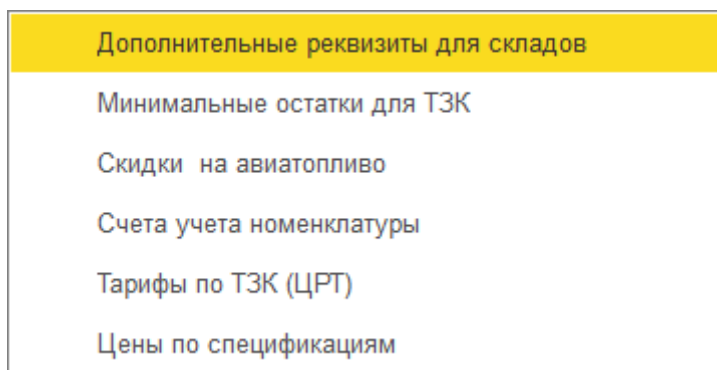 Дополнительные реквизиты для складов
Минимальные остатки для ТЗК
Скидки  на авиатопливо
Счета учета номенклатуры
Тарифы по ТЗК (ЦРТ)
Цены по спецификациям